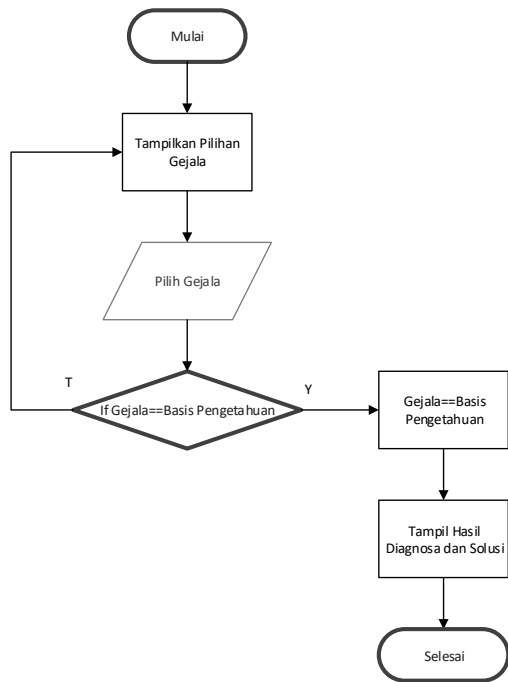 Mulai
Tampilkan Pilihan
Gejala
Pilih Gejala
If Gejala==Basis Pengetahuan
T
Y
Gejala==Basis
Pengetahuan
Tampil Hasil
Diagnosa dan Solusi
Selesai